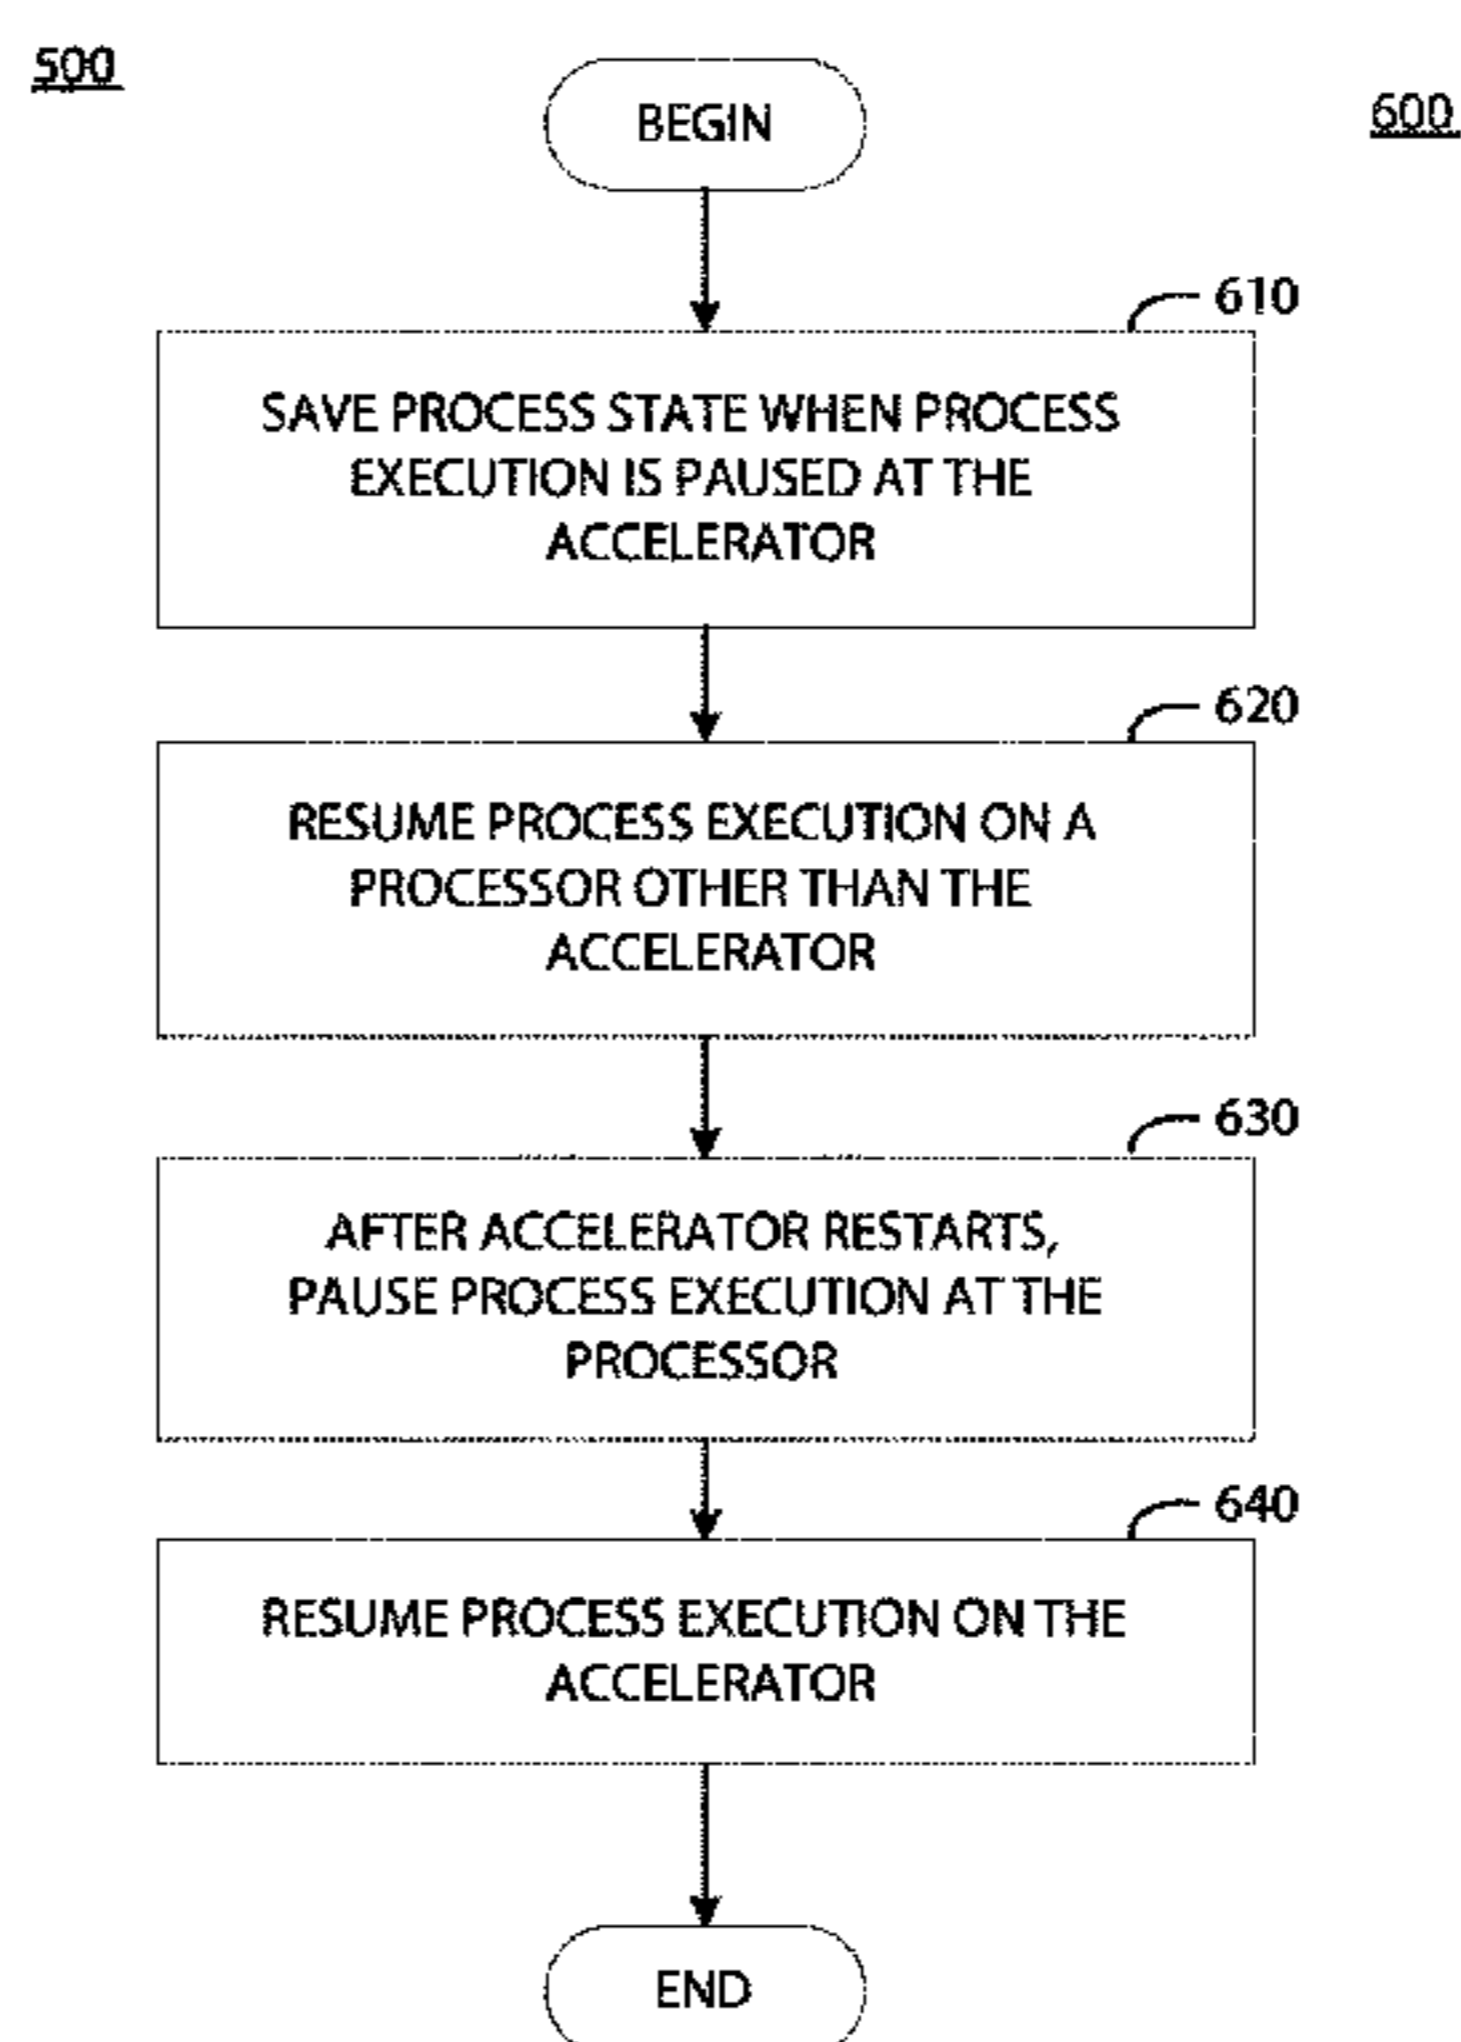 500
BEGIN
600
610
SAVE PROCESS STATE WHEN PROCESS
EXECUTION IS PAUSED AT THE
ACCELERATOR
620
RESUME PROCESS EXECUTION ON A
PROCESSOR OTHER THAN THE
ACCELERATOR
630
AFTER ACCELERATOR RESTARTS,
PAUSE PROCESS EXECUTION AT THE
PROCESSOR
640
RESUME PROCESS EXECUTION ON THE
ACCELERATOR
END